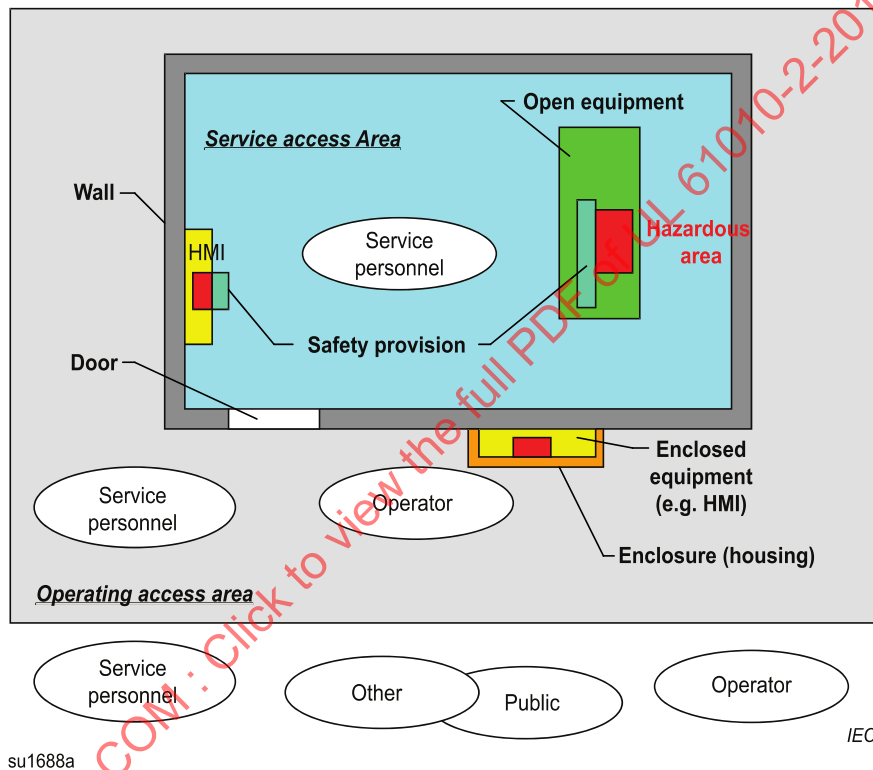 Open equipment
Service access Area
Wall
HMI
Service
personnel
Hazardous
area
Safety provision
Door
Enclosed
equipment
(e.g. HMI)
Service
personnel
Operator
Enclosure (housing)
Operating access area
Service
personnel
Other
Public
Operator
IEC
su1688a
COM : Click to view the full PDF of UL 61010-2-201